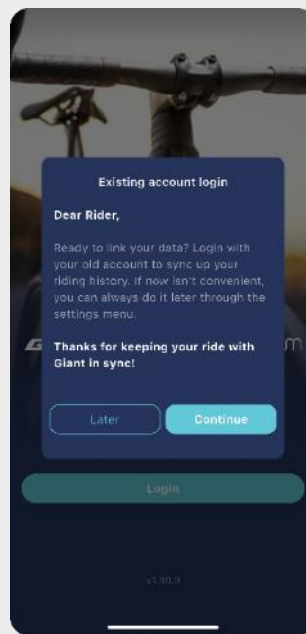 Existing account login
Dear Rider,
Ready to link your data? Login with
your old account to sync up your
riding history. If now isn't convenient,
you can always do it later through the
settings menu.
Thanks for keeping your ride with
Giant in sync!
Later
Continue
Login